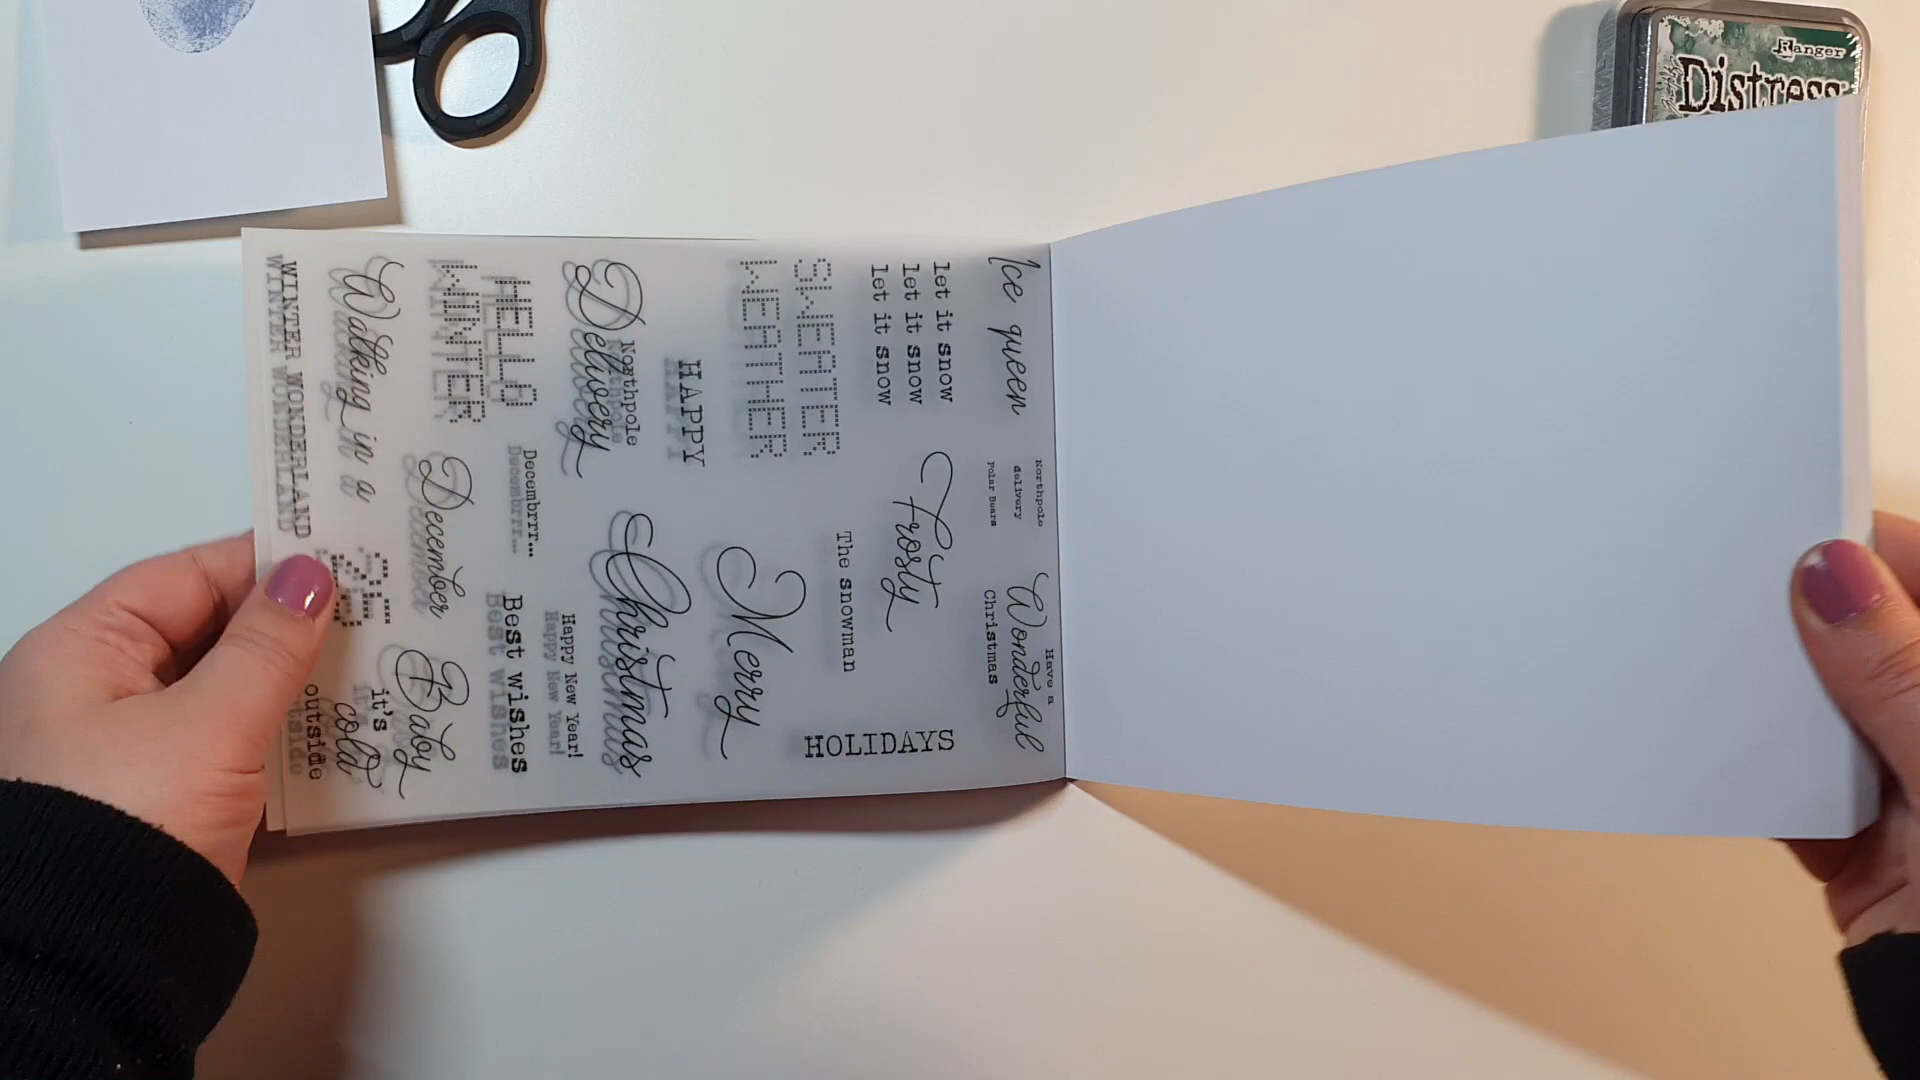 Ranger
Distress
Ice queen
let it snow
let it snow
let it snow
SWEATER
WEATHER
HAPPY
Northpole
Delivery
HELLO
WINTER
Walking in a
WINTER WONDERLAND
Northpole
delivery
Polar Bears
Frosty
The snowman
Merry
Christmas
Decembrrr...
December
Have a
Wonderful
Christmas
HOLIDAYS
Happy New Year!
Best wishes
Baby
it's
cold
outside